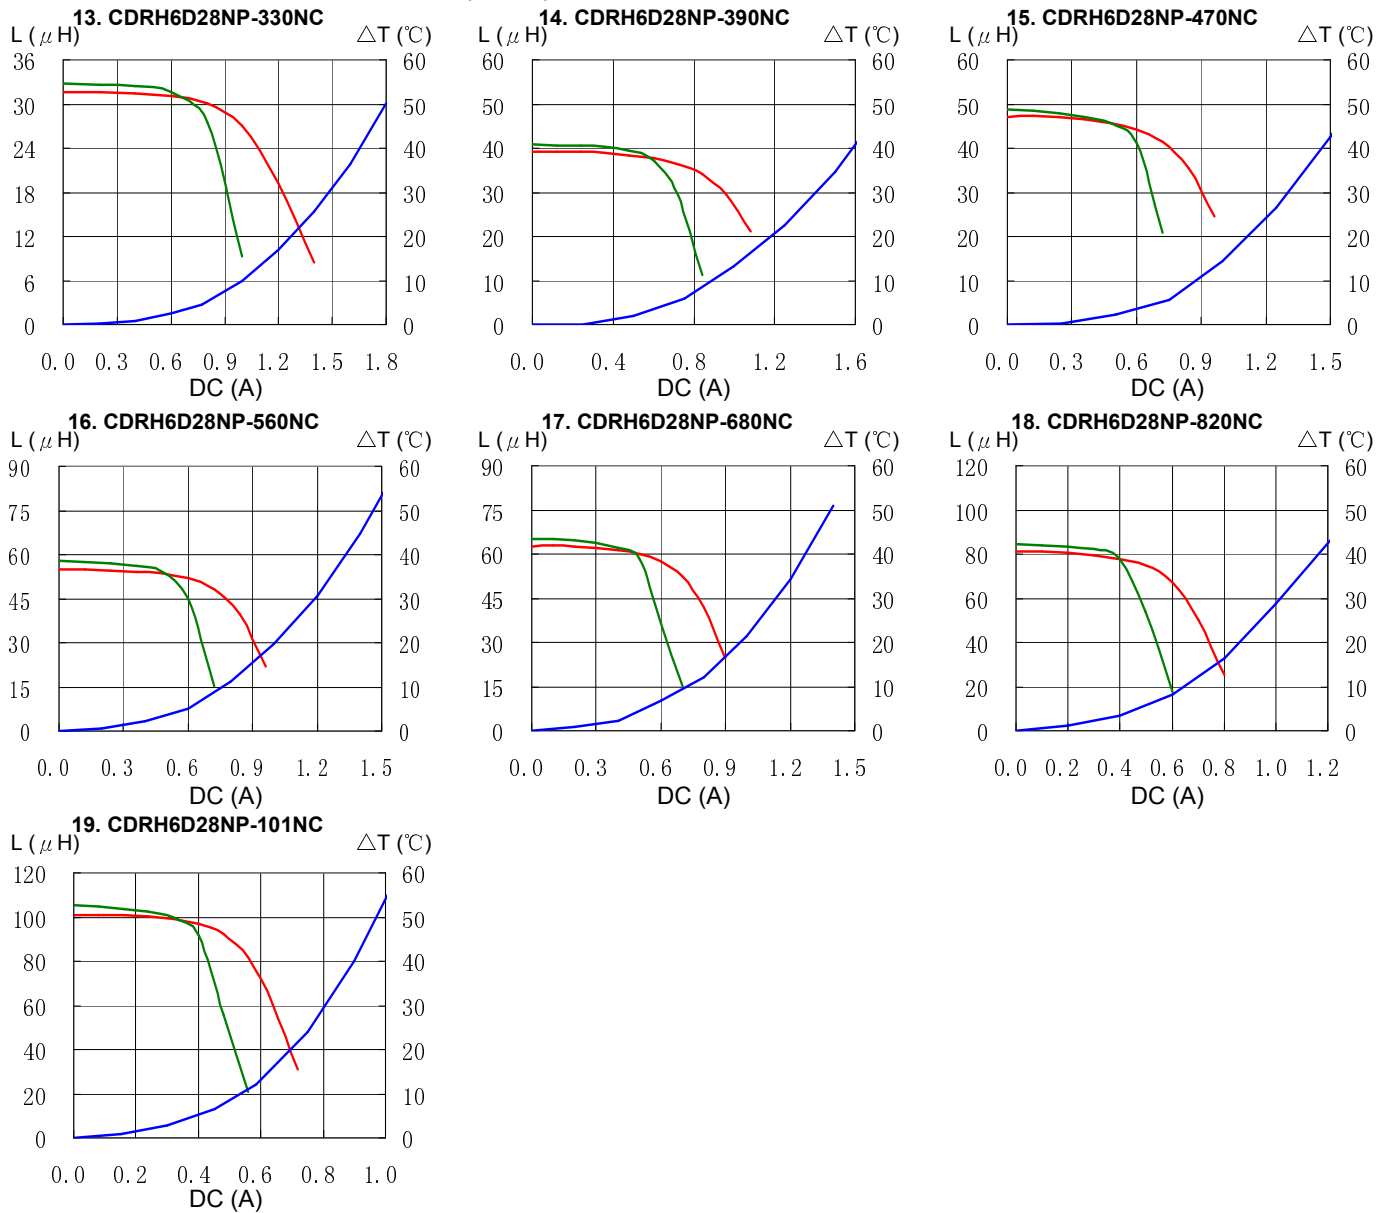 13. CDRH6D28NP-330NC
L ( μ H) △T (℃)
36 60
30 50
24 40
18 30
12 20
6 10
0 0
0.0 0.3 0.6 0.9 1.2 1.5 1.8
DC (A)
14. CDRH6D28NP-390NC
L ( μ H) △T (℃)
60 60
50 50
40 40
30 30
20 20
10 10
0 0
0.0 0.4 0.8 1.2 1.6
DC (A)
15. CDRH6D28NP-470NC
L ( μ H) △T (℃)
60 60
50 50
40 40
30 30
20 20
10 10
0 0
0.0 0.3 0.6 0.9 1.2 1.5
DC (A)
16. CDRH6D28NP-560NC
L ( μ H) △T (℃)
90 60
75 50
60 40
45 30
30 20
15 10
0 0
0.0 0.3 0.6 0.9 1.2 1.5
DC (A)
17. CDRH6D28NP-680NC
L ( μ H) △T (℃)
90 60
75 50
60 40
45 30
30 20
15 10
0 0
0.0 0.3 0.6 0.9 1.2 1.5
DC (A)
18. CDRH6D28NP-820NC
L ( μ H) △T (℃)
120 60
100 50
80 40
60 30
40 20
20 10
0 0
0.0 0.2 0.4 0.6 0.8 1.0 1.2
DC (A)
19. CDRH6D28NP-101NC
L ( μ H) △T (℃)
120 60
100 50
80 40
60 30
40 20
20 10
0 0
0.0 0.2 0.4 0.6 0.8 1.0
DC (A)